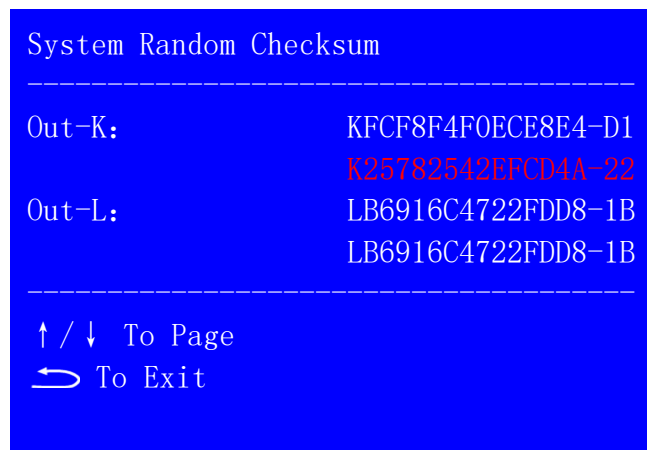 System Random Checksum
--------------------------------------
Out-K:
KFCF8F4F0ECE8E4-D1
K25782542EFCD4A-22
Out-L:
LB6916C4722FDD8-1B
LB6916C4722FDD8-1B
--------------------------------------
↑/↓ To Page
To Exit